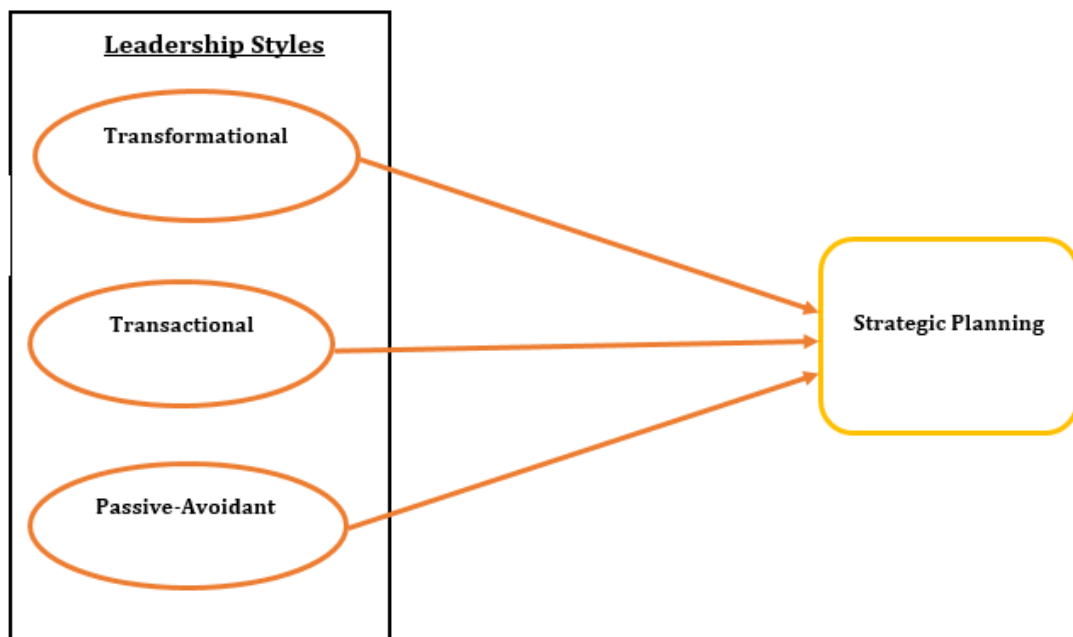 Leadership Styles
Transformational
Transactional
Strategic Planning
Passive-Avoidant